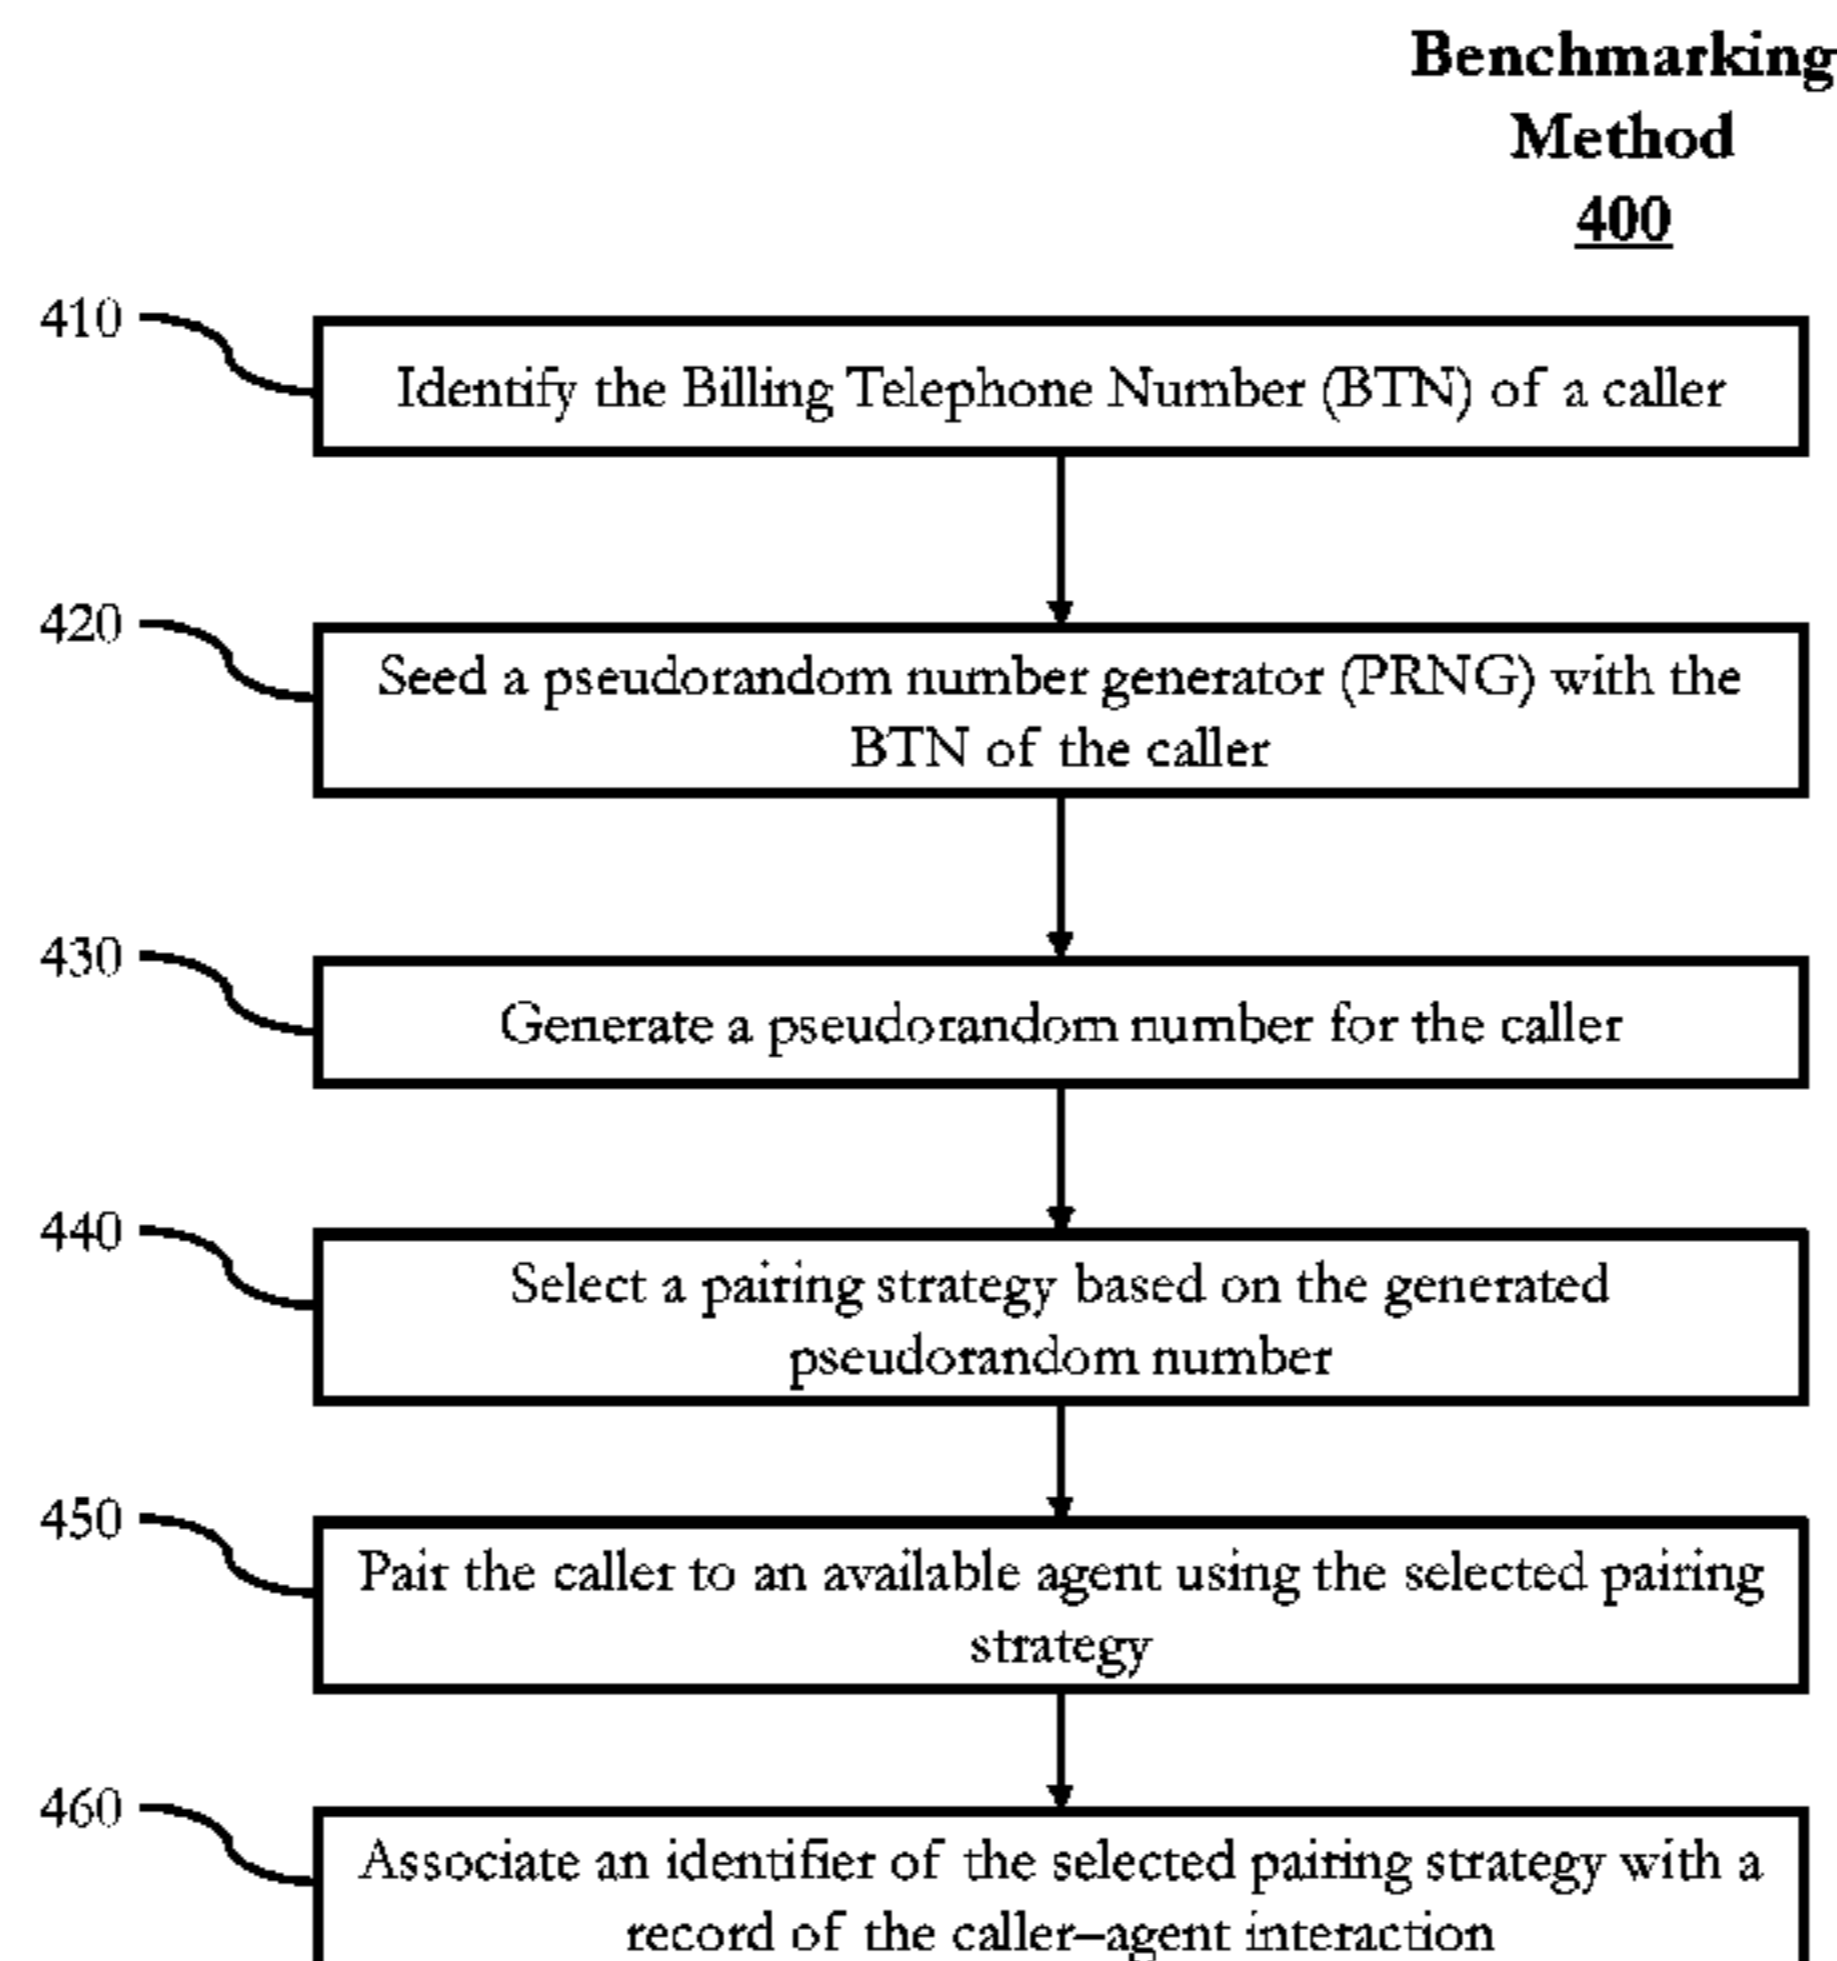 Benchmarking
Method
400
410
Identify the Billing Telephone Number (BTN) of a caller
420
Seed a pseudorandom number generator (PRNG) with the
BTN of the caller
430
Generate a pseudorandom number for the caller
440
Select a pairing strategy based on the generated
pseudorandom number
450
Pair the caller to an available agent using the selected pairing
strategy
460
Associate an identifier of the selected pairing strategy with a
record of the caller–agent interaction